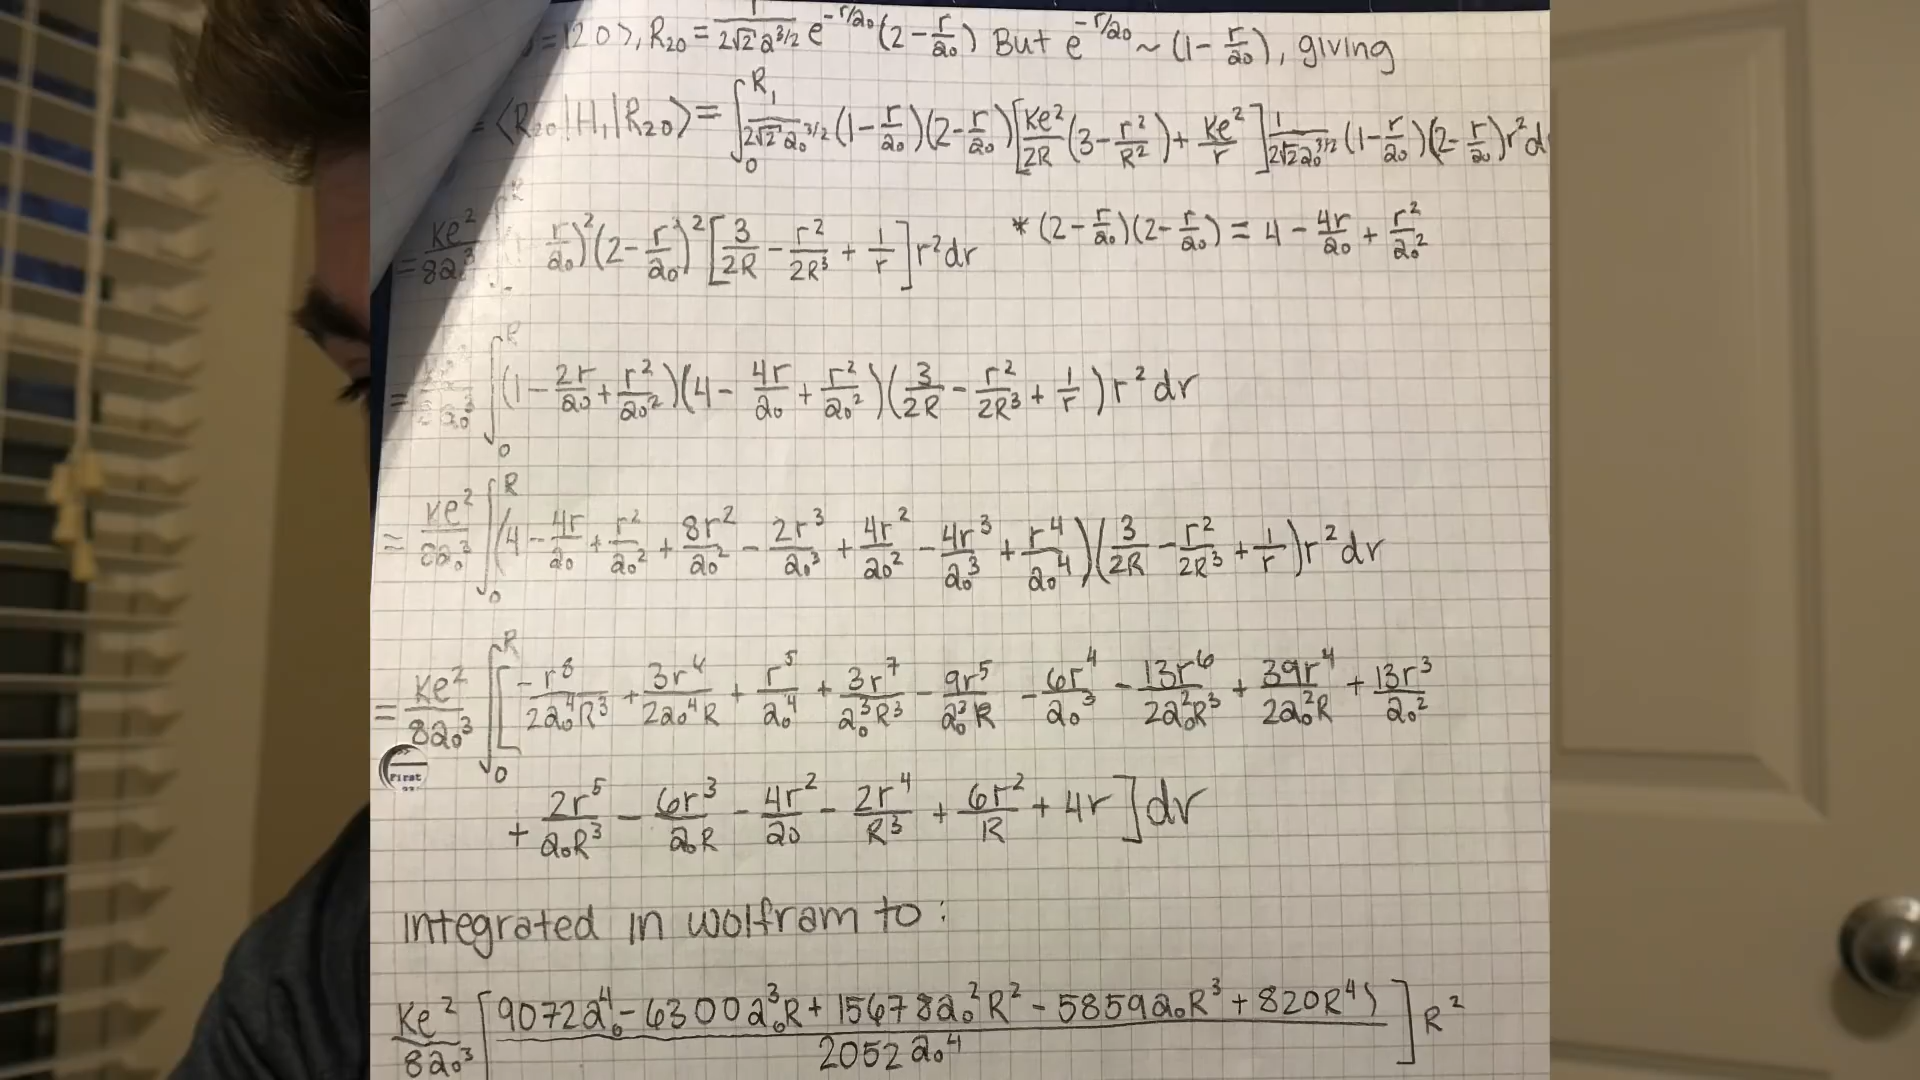 =120>, R₂₀ = 1/(2√2 a^3/2) e^(-r/a₀) (2 - r/a₀) But e^(-r/a₀) ~ (1 - r/a₀), giving
= <R₂₀|H₁|R₂₀> = ∫₀^R 1/(2√2 a₀^3/2) (1 - r/a₀)(2 - r/a₀)[ke²/2R (3 - r²/R²) + ke²/r] 1/(2√2 a₀^3/2) (1 - r/a₀)(2 - r/a₀) r² d
= ke²/8a₀³ r/a₀)² (2 - r/a₀)² [3/2R - r²/2R³ + 1/r] r² dr * (2 - r/a₀)(2 - r/a₀) = 4 - 4r/a₀ + r²/a₀²
= ∫₀^R (1 - 2r/a₀ + r²/a₀²)(4 - 4r/a₀ + r²/a₀²)(3/2R - r²/2R³ + 1/r) r² dr
= ke²/8a₀³ ∫₀^R (4 - 4r/a₀ + r²/a₀² + 8r²/a₀² - 2r³/a₀³ + 4r²/a₀² - 4r³/a₀³ + r⁴/a₀⁴)(3/2R - r²/2R³ + 1/r) r² dr
= ke²/8a₀³ ∫₀^R [-r⁸/2a₀⁴R³ + 3r⁶/2a₀⁴R + r⁵/a₀⁴ + 3r⁷/a₀³R³ - 9r⁵/a₀³R - 6r⁴/a₀³ - 13r⁶/2a₀²R³ + 39r⁴/2a₀²R + 13r³/a₀²
+ 2r⁵/a₀R³ - 6r³/a₀R - 4r²/a₀ - 2r⁴/R³ + 6r²/R + 4r] dr
First
integrated in wolfram to:
ke²/8a₀³ [9072a₀⁴ - 6300a₀³R + 15678a₀²R² - 5859a₀R³ + 820R⁴) / 2052a₀⁴] R²